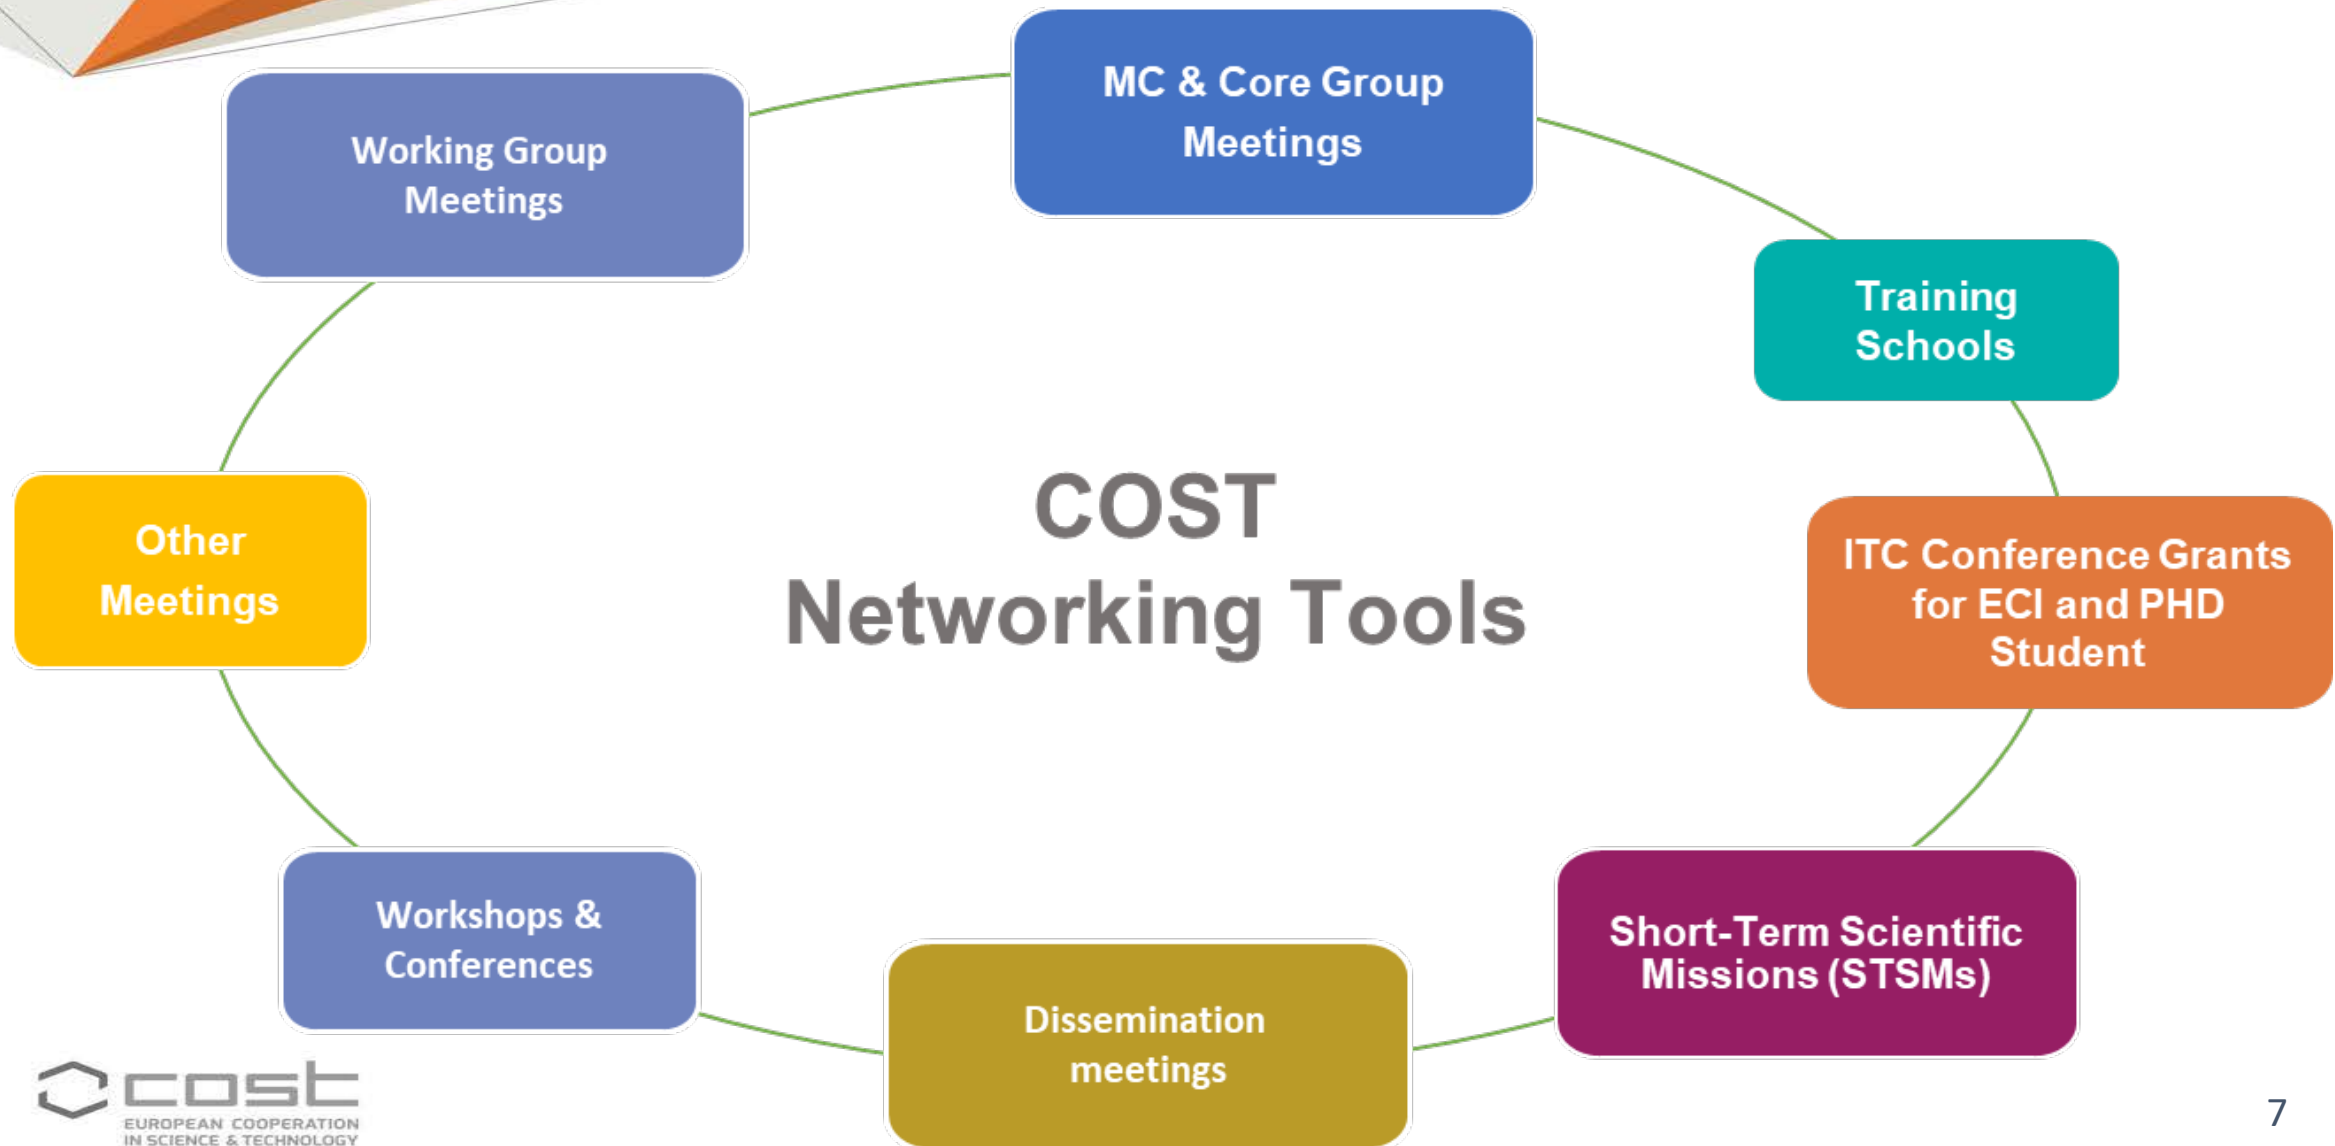 MC & Core Group
Meetings
Working Group
Meetings
Training
Schools
COST
Networking Tools
Other
Meetings
ITC Conference Grants
for ECI and PHD
Student
Workshops &
Conferences
Short-Term Scientific
Missions (STSMs)
Dissemination
meetings
cost
EUROPEAN COOPERATION
IN SCIENCE & TECHNOLOGY
7